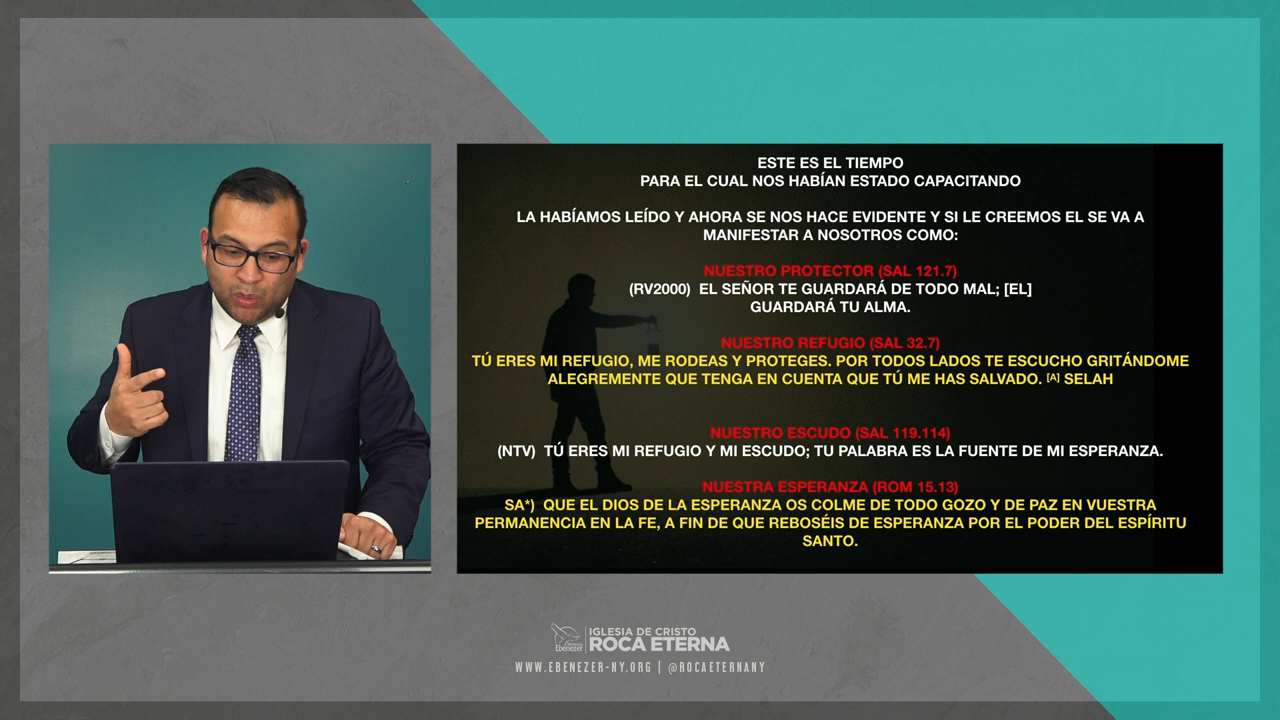 ESTE ES EL TIEMPO
PARA EL CUAL NOS HABÍAN ESTADO CAPACITANDO
LA HABÍAMOS LEÍDO Y AHORA SE NOS HACE EVIDENTE Y SI LE CREEMOS EL SE VA A
MANIFESTAR A NOSOTROS COMO:
NUESTRO PROTECTOR (SAL 121.7)
(RV2000) EL SEÑOR TE GUARDARÁ DE TODO MAL; [EL]
GUARDARÁ TU ALMA.
NUESTRO REFUGIO (SAL 32.7)
TÚ ERES MI REFUGIO, ME RODEAS Y PROTEGES. POR TODOS LADOS TE ESCUCHO GRITÁNDOME
ALEGREMENTE QUE TENGA EN CUENTA QUE TÚ ME HAS SALVADO. [A] SELAH
NUESTRO ESCUDO (SAL 119.114)
(NTV) TÚ ERES MI REFUGIO Y MI ESCUDO; TU PALABRA ES LA FUENTE DE MI ESPERANZA.
NUESTRA ESPERANZA (ROM 15.13)
SA*) QUE EL DIOS DE LA ESPERANZA OS COLME DE TODO GOZO Y DE PAZ EN VUESTRA
PERMANENCIA EN LA FE, A FIN DE QUE REBOSÉIS DE ESPERANZA POR EL PODER DEL ESPÍRITU
SANTO.
Ebenezer
IGLESIA DE CRISTO
ROCA ETERNA
WWW.EBENEZER-NY.ORG | @ROCAETERNANY